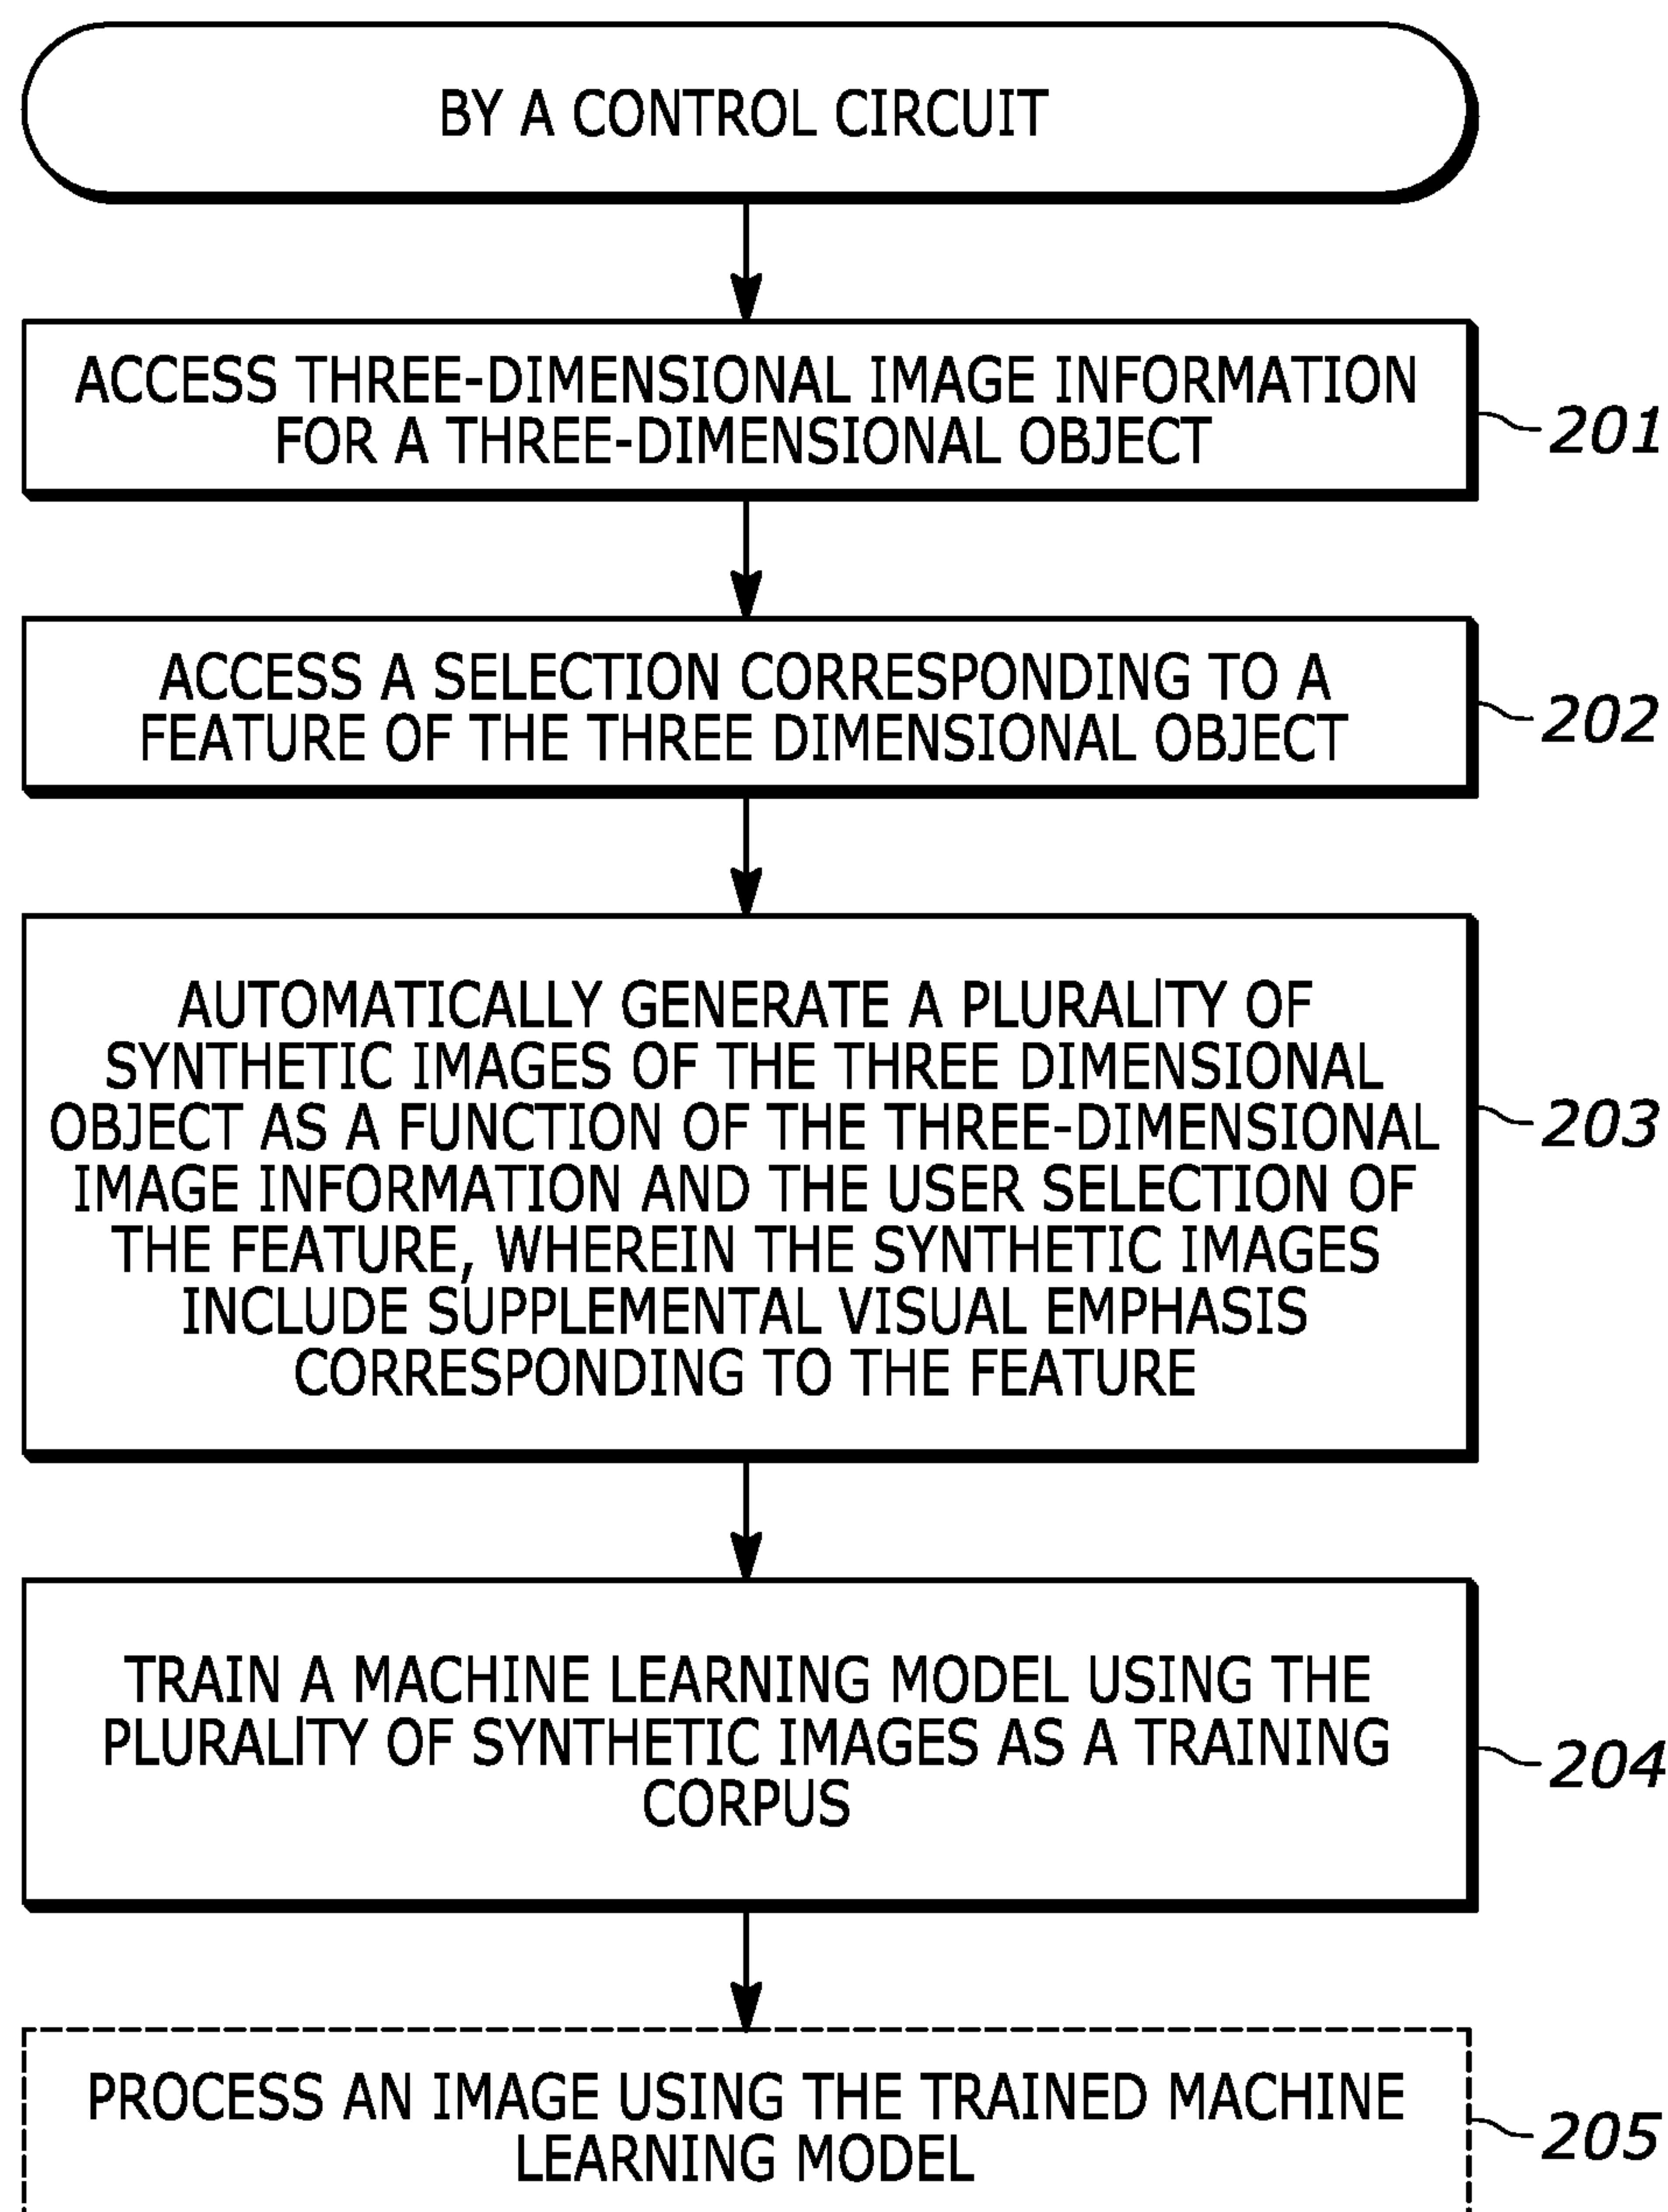 BY A CONTROL CIRCUIT
ACCESS THREE-DIMENSIONAL IMAGE INFORMATION
FOR A THREE-DIMENSIONAL OBJECT
201
ACCESS A SELECTION CORRESPONDING TO A
FEATURE OF THE THREE DIMENSIONAL OBJECT
202
AUTOMATICALLY GENERATE A PLURALITY OF
SYNTHETIC IMAGES OF THE THREE DIMENSIONAL
OBJECT AS A FUNCTION OF THE THREE-DIMENSIONAL
IMAGE INFORMATION AND THE USER SELECTION OF
THE FEATURE, WHEREIN THE SYNTHETIC IMAGES
INCLUDE SUPPLEMENTAL VISUAL EMPHASIS
CORRESPONDING TO THE FEATURE
203
TRAIN A MACHINE LEARNING MODEL USING THE
PLURALITY OF SYNTHETIC IMAGES AS A TRAINING
CORPUS
204
PROCESS AN IMAGE USING THE TRAINED MACHINE
LEARNING MODEL
205